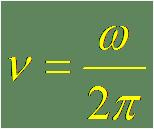 ν = ω / 2π